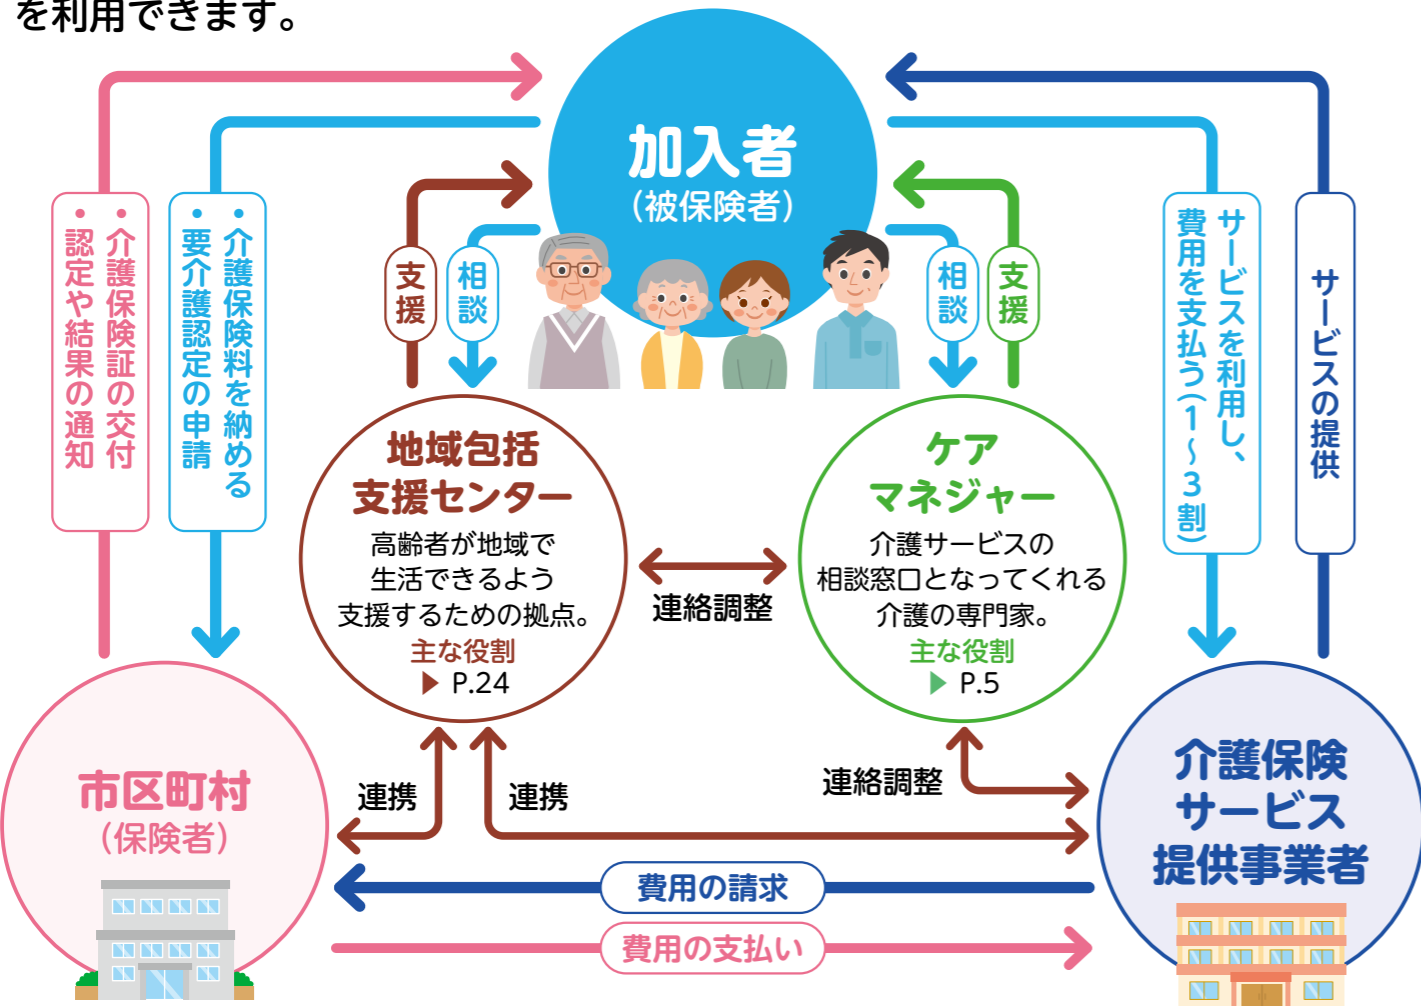 を利用できます。
加入者
（被保険者）
・介護保険証の交付
・認定や結果の通知
・介護保険料を納める
・要介護認定の申請
支援
相談
相談
支援
サービスを利用し、
費用を支払う（1～3割）
サービスの提供
地域包括
支援センター
高齢者が地域で
生活できるよう
支援するための拠点。
主な役割
▶ P.24
連絡調整
ケア
マネジャー
介護サービスの
相談窓口となってくれる
介護の専門家。
主な役割
▶ P.5
市区町村
（保険者）
連携
連携
連絡調整
介護保険
サービス
提供事業者
費用の請求
費用の支払い